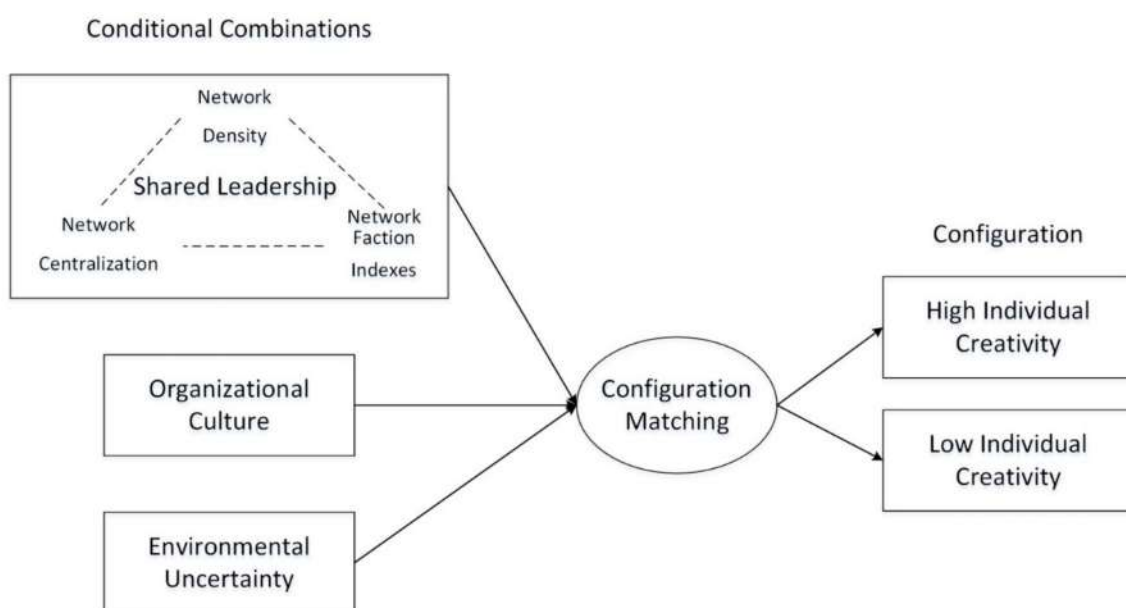 Conditional Combinations
Network
Density
Shared Leadership
Network
Centralization
Network
Faction
Indexes
Organizational
Culture
Environmental
Uncertainty
Configuration
Matching
Configuration
High Individual
Creativity
Low Individual
Creativity